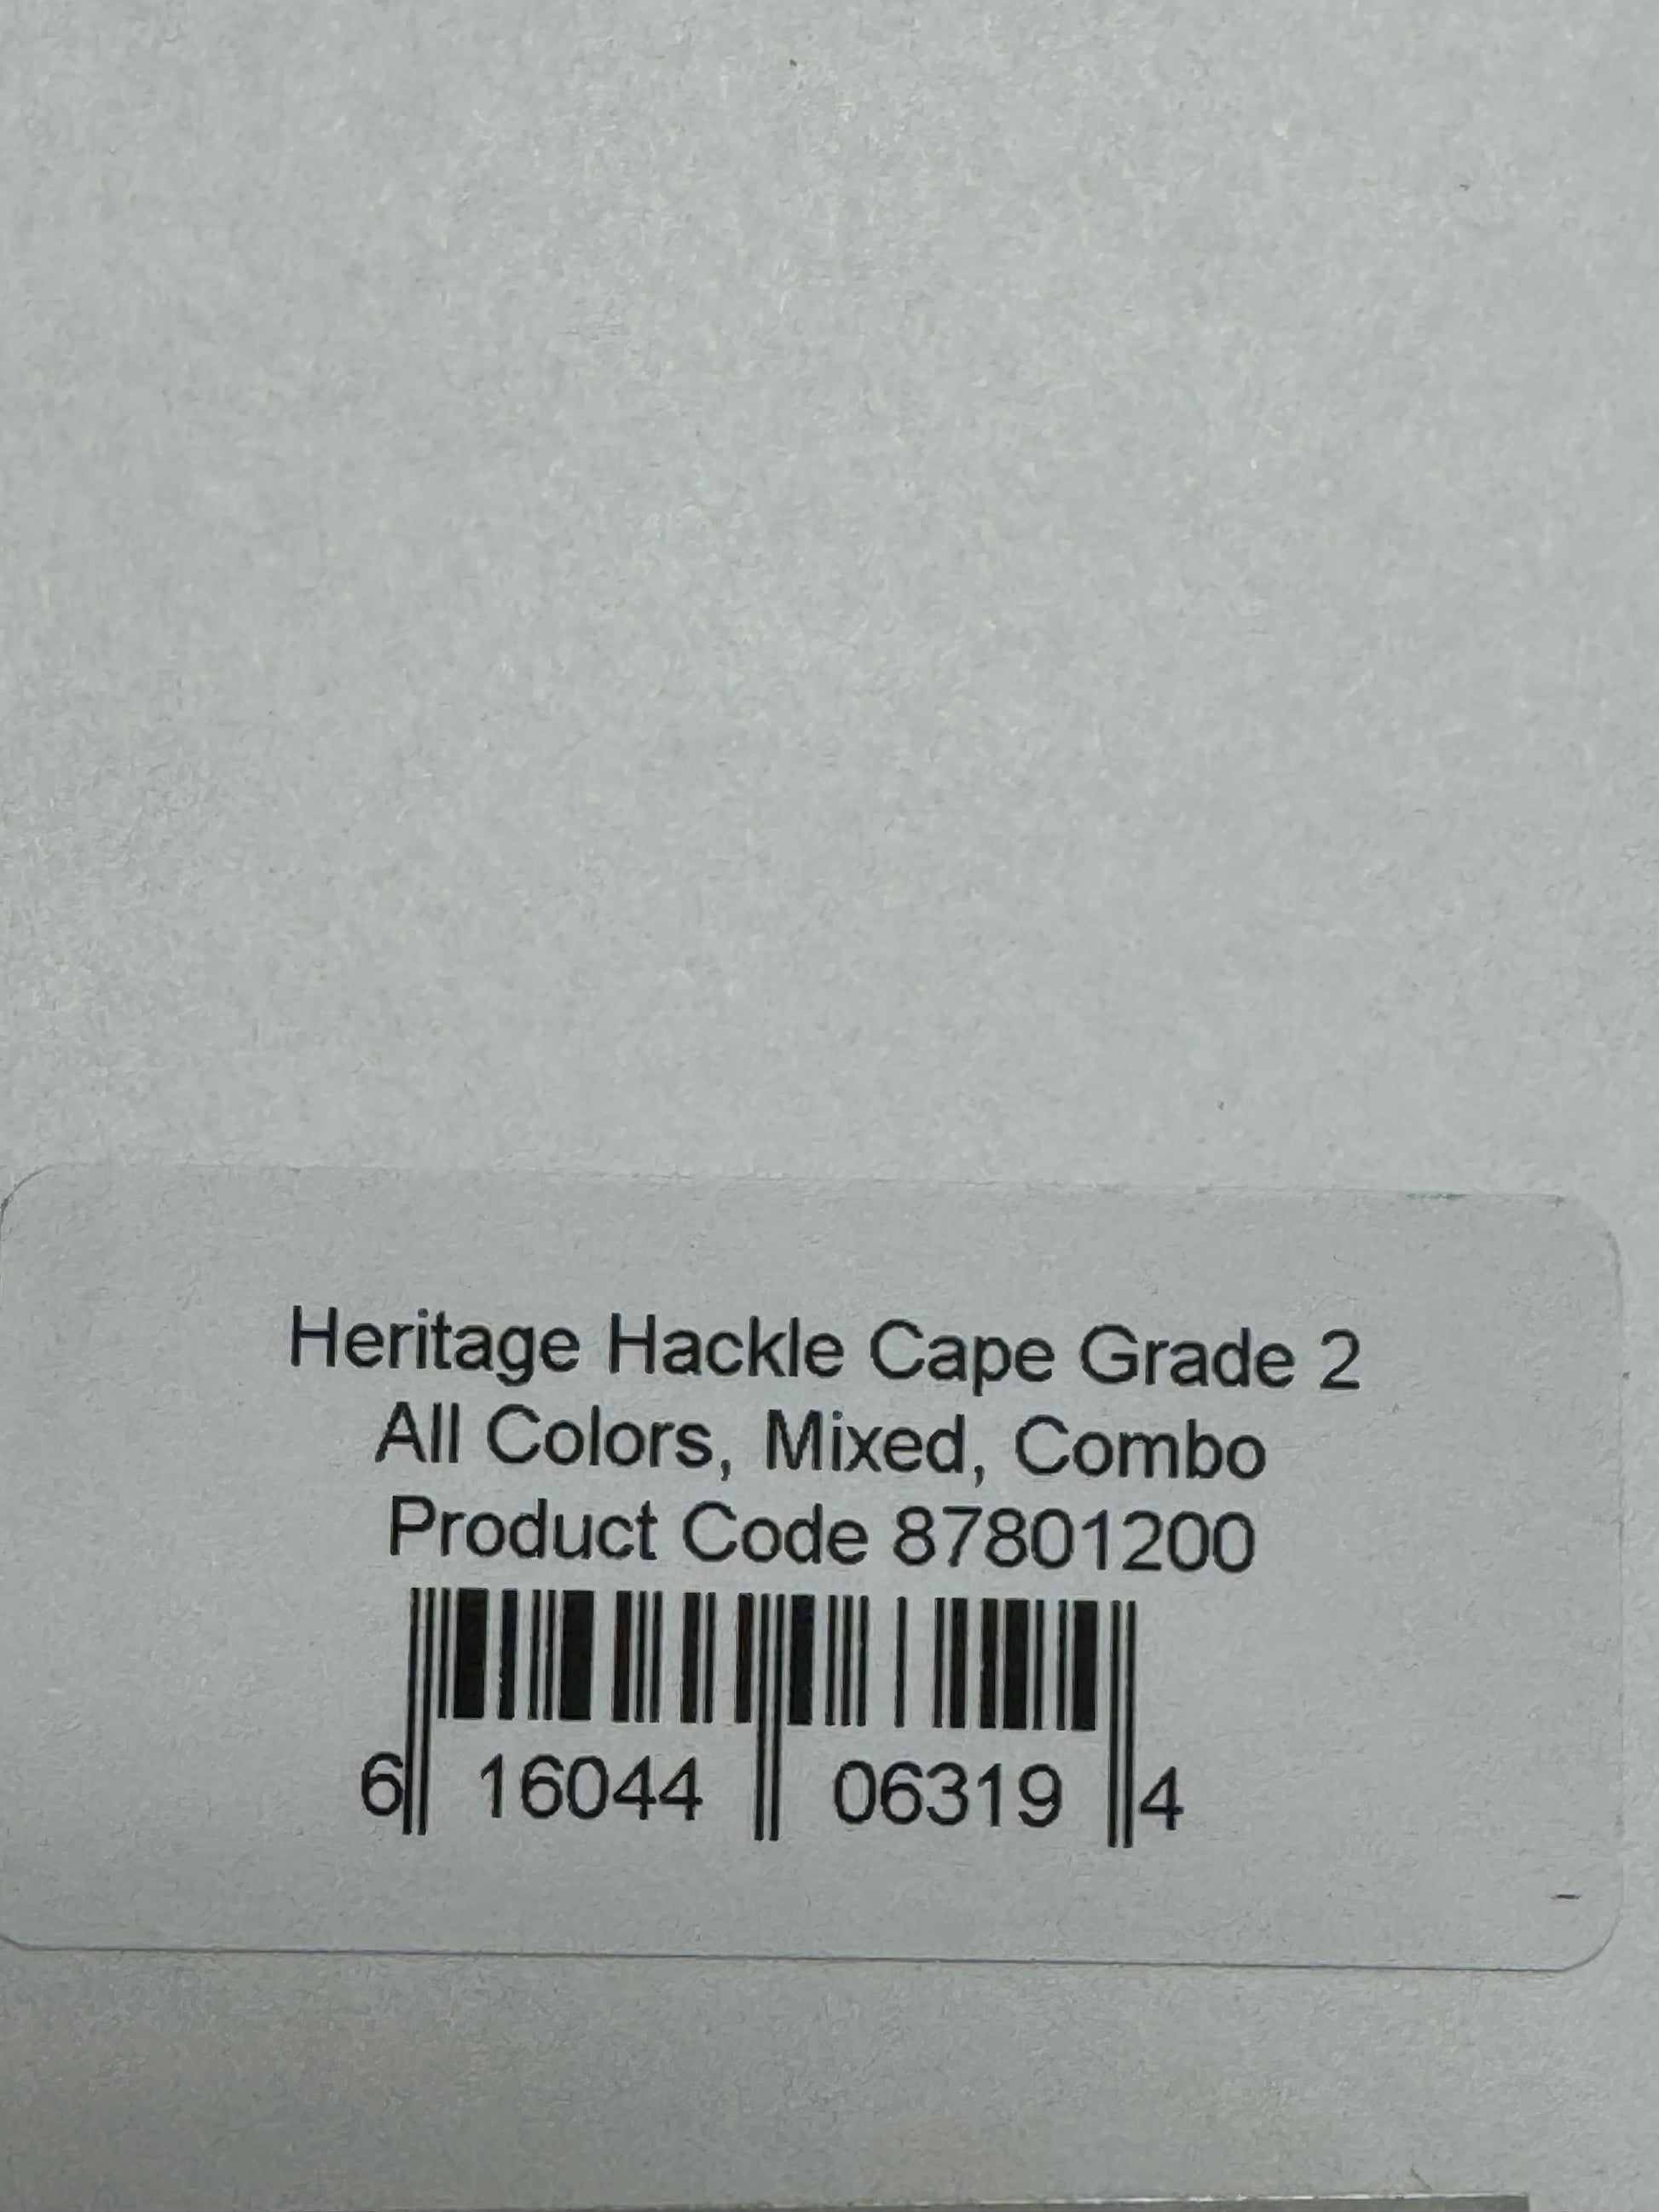 Heritage Hackle Cape Grade 2
All Colors, Mixed, Combo
Product Code 87801200
6 16044 06319 4